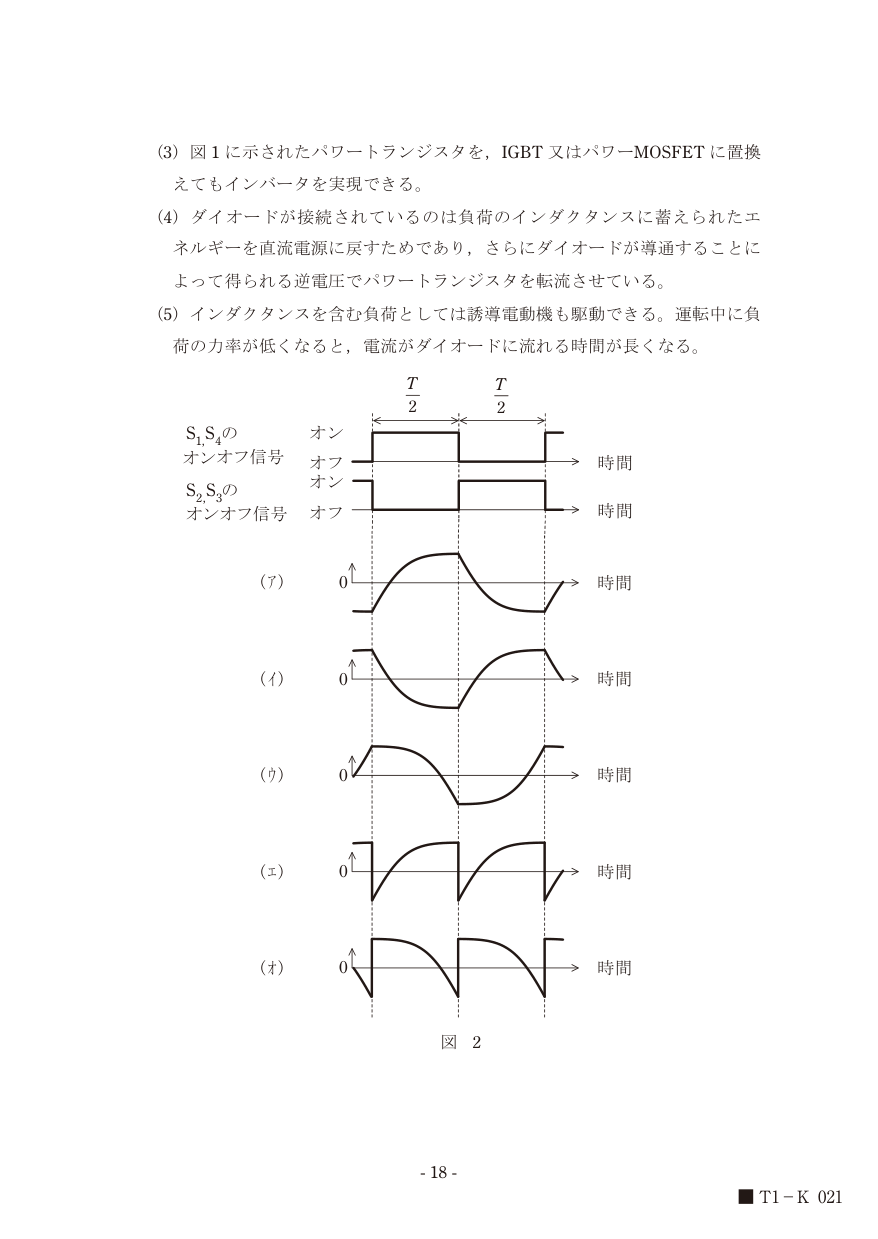 (3) 図1に示されたパワートランジスタを，IGBT 又はパワーMOSFET に置換
えてもインバータを実現できる。
(4) ダイオードが接続されているのは負荷のインダクタンスに蓄えられたエ
ネルギーを直流電源に戻すためであり，さらにダイオードが導通することに
よって得られる逆電圧でパワートランジスタを転流させている。
(5) インダクタンスを含む負荷としては誘導電動機も駆動できる。運転中に負
荷の力率が低くなると，電流がダイオードに流れる時間が長くなる。
T/2 T/2
S1,S4の オン
オンオフ信号 オフ 時間
S2,S3の オン
オンオフ信号 オフ 時間
(ア) 0 時間
(イ) 0 時間
(ウ) 0 時間
(エ) 0 時間
(オ) 0 時間
図 2
- 18 -
■ T1－K 021